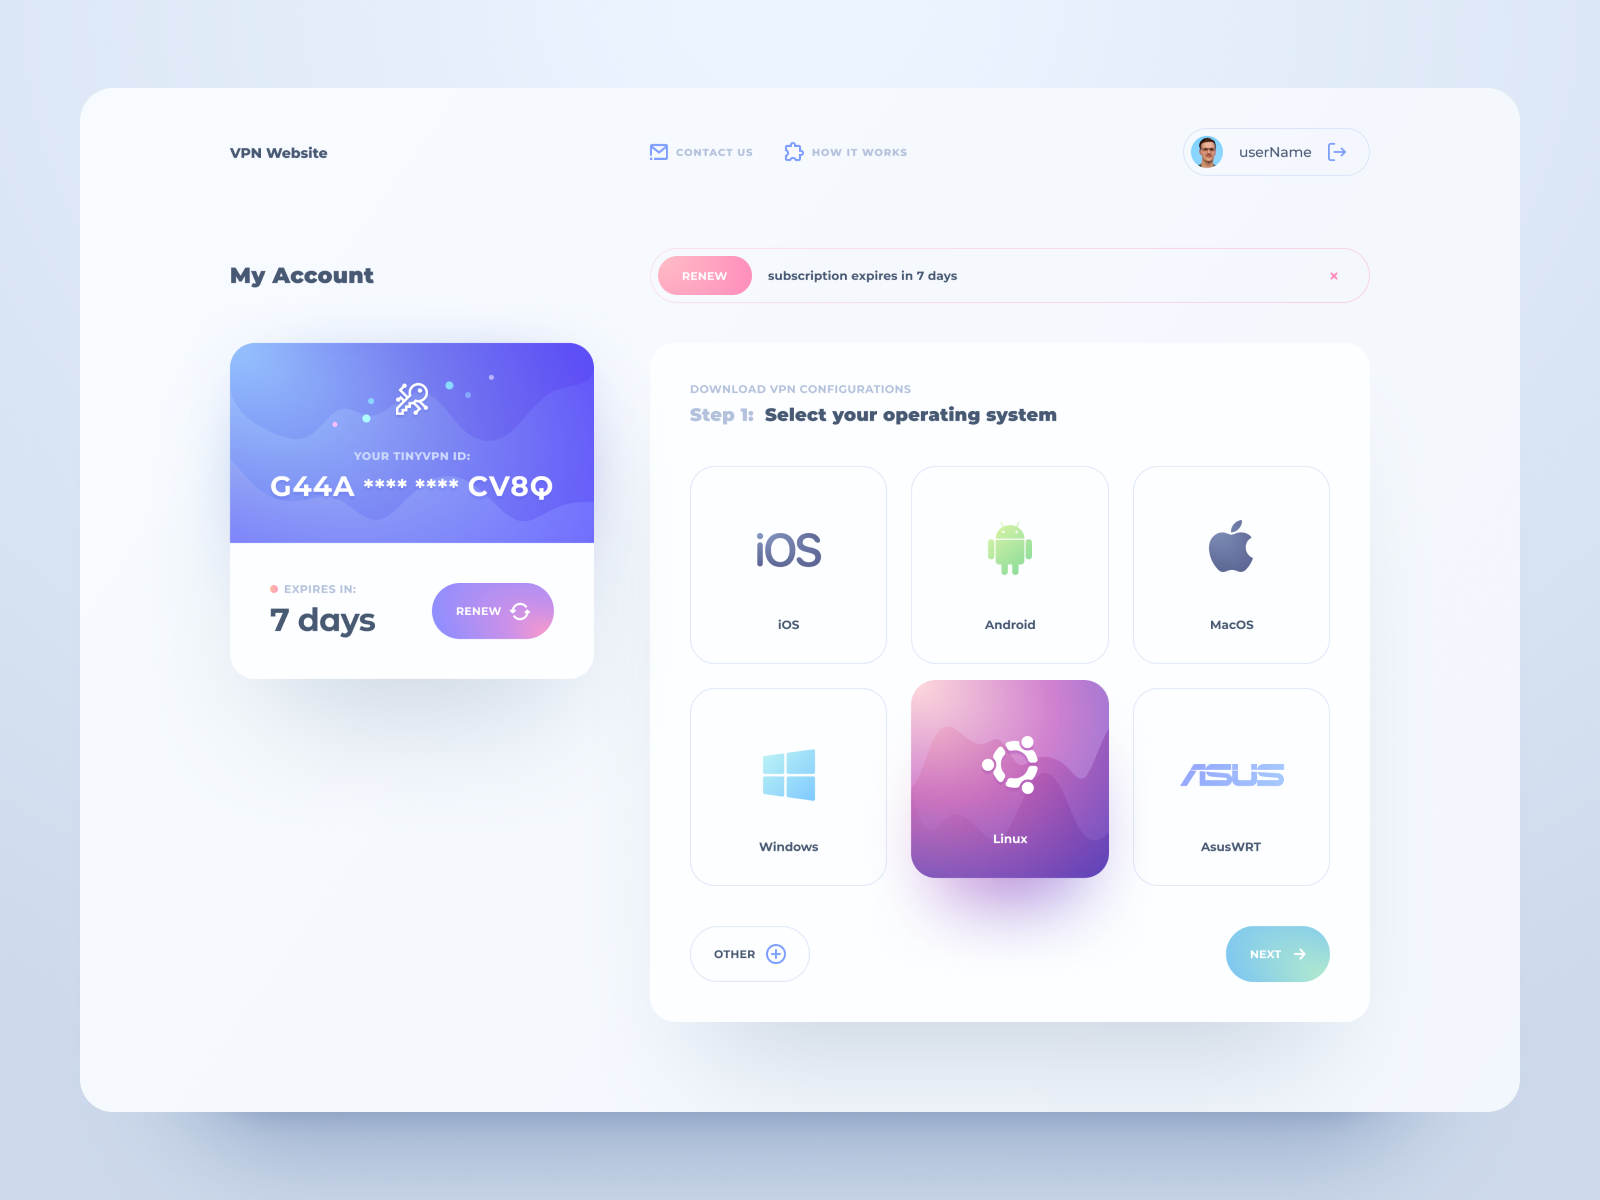 VPN Website
CONTACT US
HOW IT WORKS
userName
My Account
RENEW
subscription expires in 7 days
YOUR TINYVPN ID:
G44A **** **** CV8Q
EXPIRES IN:
7 days
RENEW
DOWNLOAD VPN CONFIGURATIONS
Step 1: Select your operating system
iOS
iOS
Android
MacOS
Windows
Linux
ASUS
AsusWRT
OTHER
NEXT